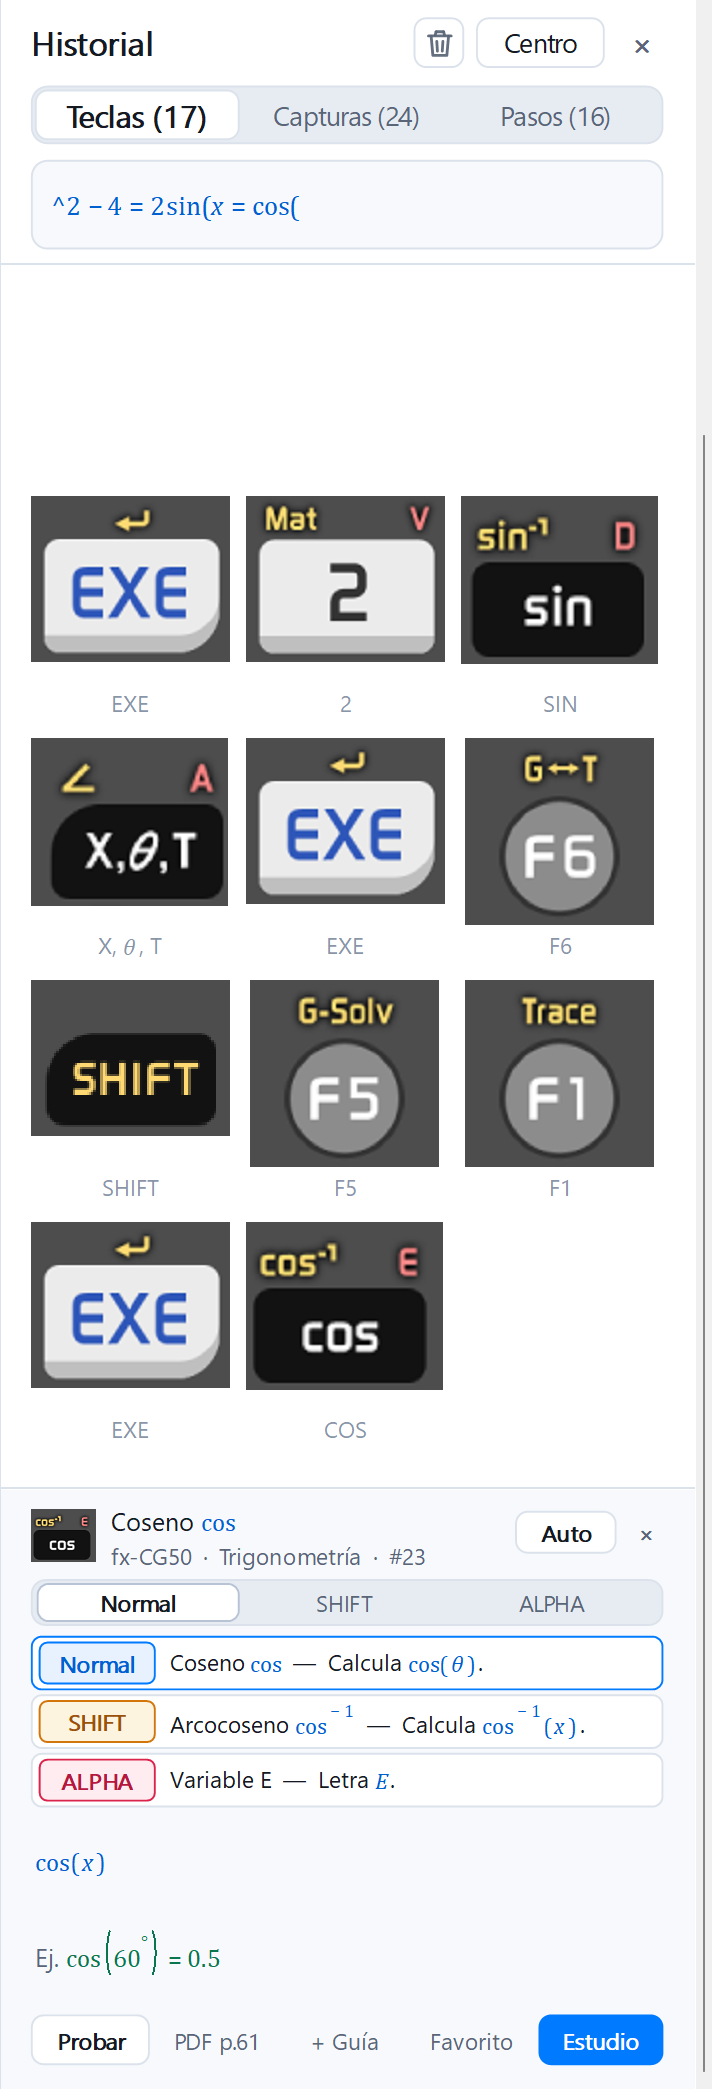 Historial Centro ×
Teclas (17) Capturas (24) Pasos (16)
^2 − 4 = 2sin(x = cos(
EXE Mat V 2 sin⁻¹ D sin
EXE 2 SIN
∠ A X,θ,T EXE G↔T F6
X, θ, T EXE F6
SHIFT G-Solv F5 Trace F1
SHIFT F5 F1
EXE cos⁻¹ E cos
EXE COS
cos⁻¹ E cos Coseno cos Auto ×
fx-CG50 · Trigonometría · #23
Normal SHIFT ALPHA
Normal Coseno cos — Calcula cos(θ).
SHIFT Arcocoseno cos⁻¹ — Calcula cos⁻¹(x).
ALPHA Variable E — Letra E.
cos(x)
Ej. cos(60°) = 0.5
Probar PDF p.61 + Guía Favorito Estudio